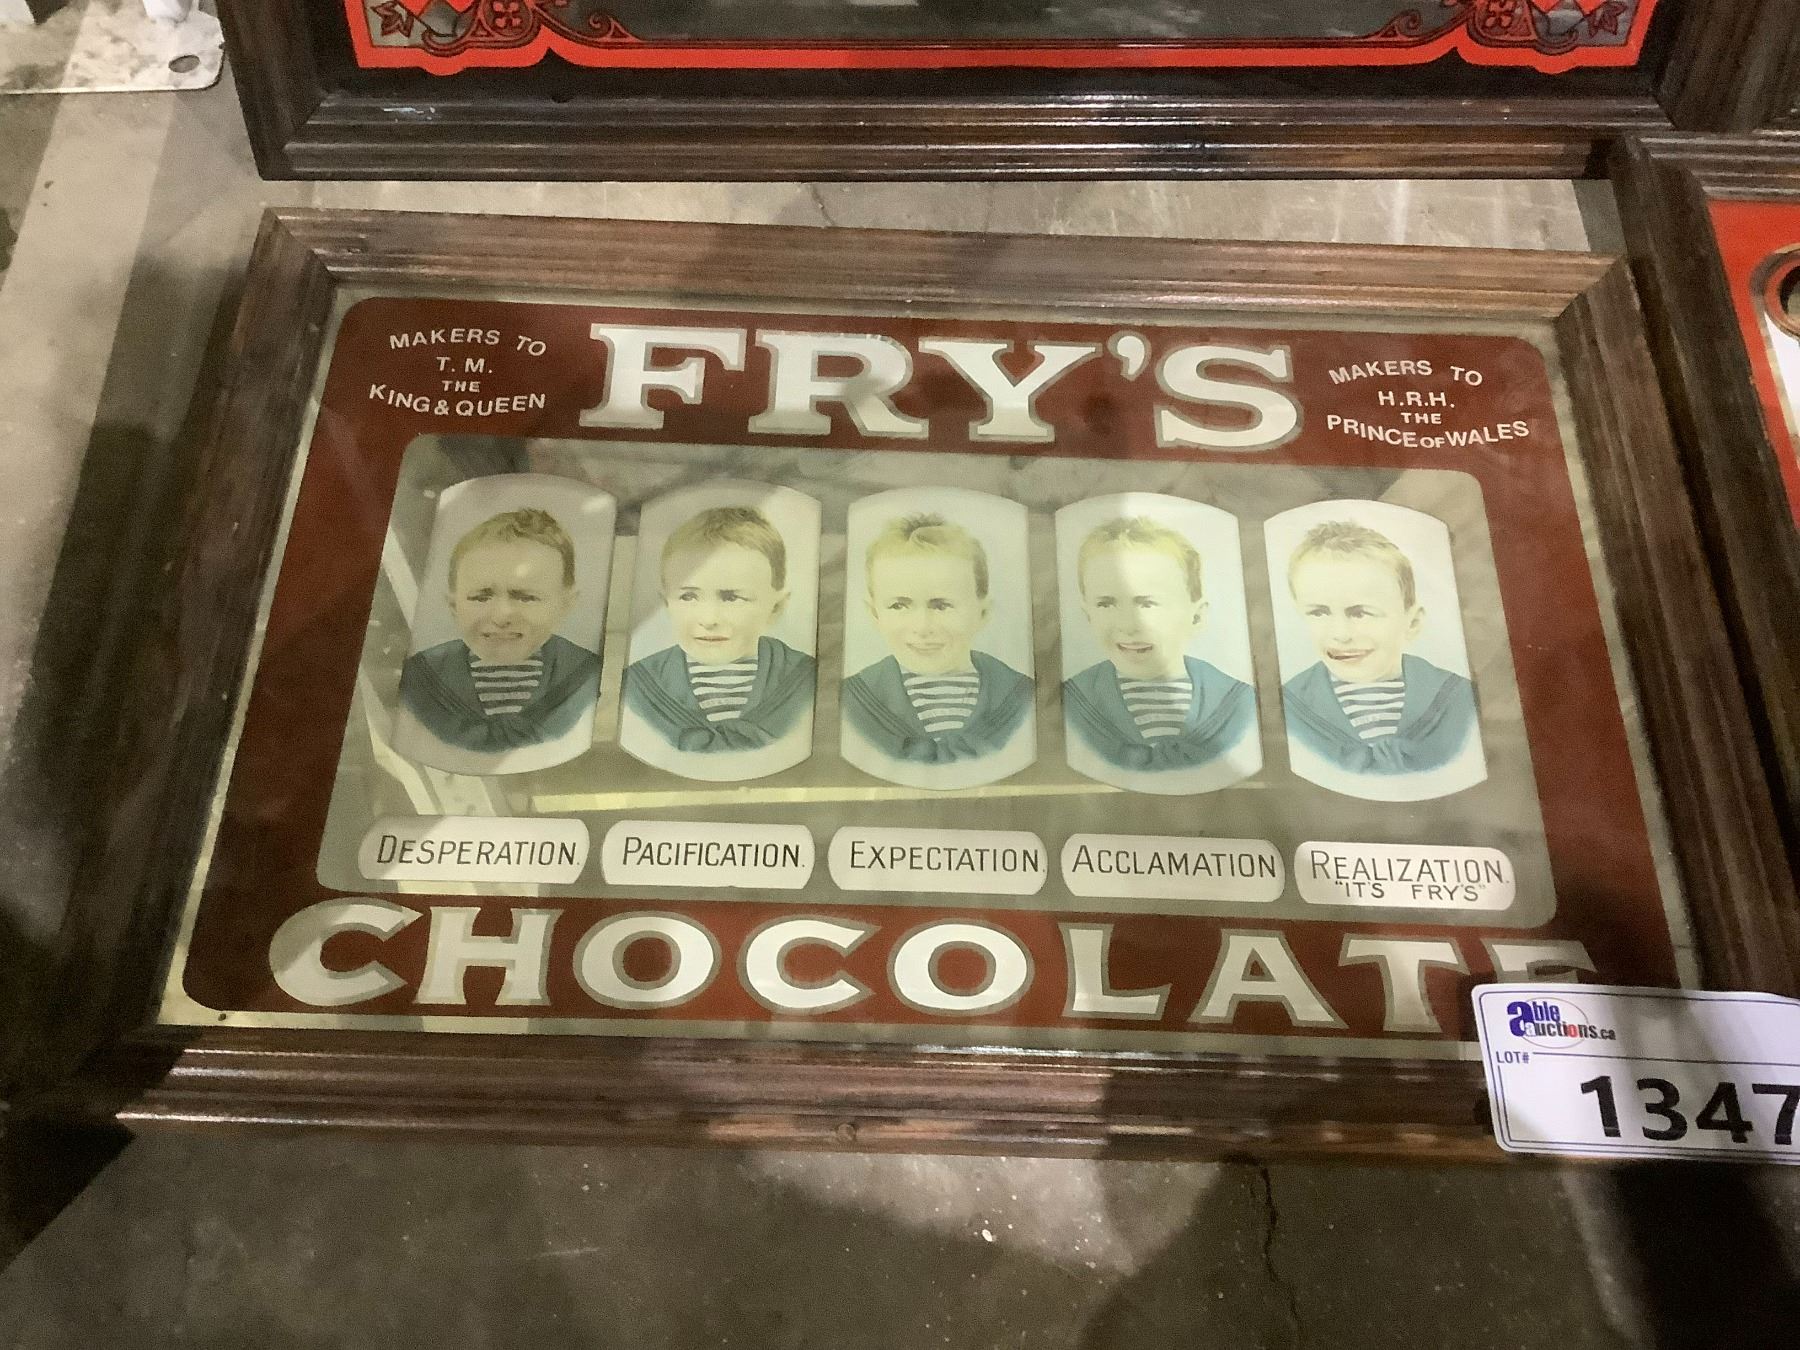 MAKERS TO
T. M.
THE
KING & QUEEN
FRY'S
MAKERS TO
H.R.H.
THE
PRINCE OF WALES
DESPERATION.
PACIFICATION.
EXPECTATION
ACCLAMATION
REALIZATION.
"IT'S FRY'S"
CHOCOLATE
able auctions.ca
LOT#
1347